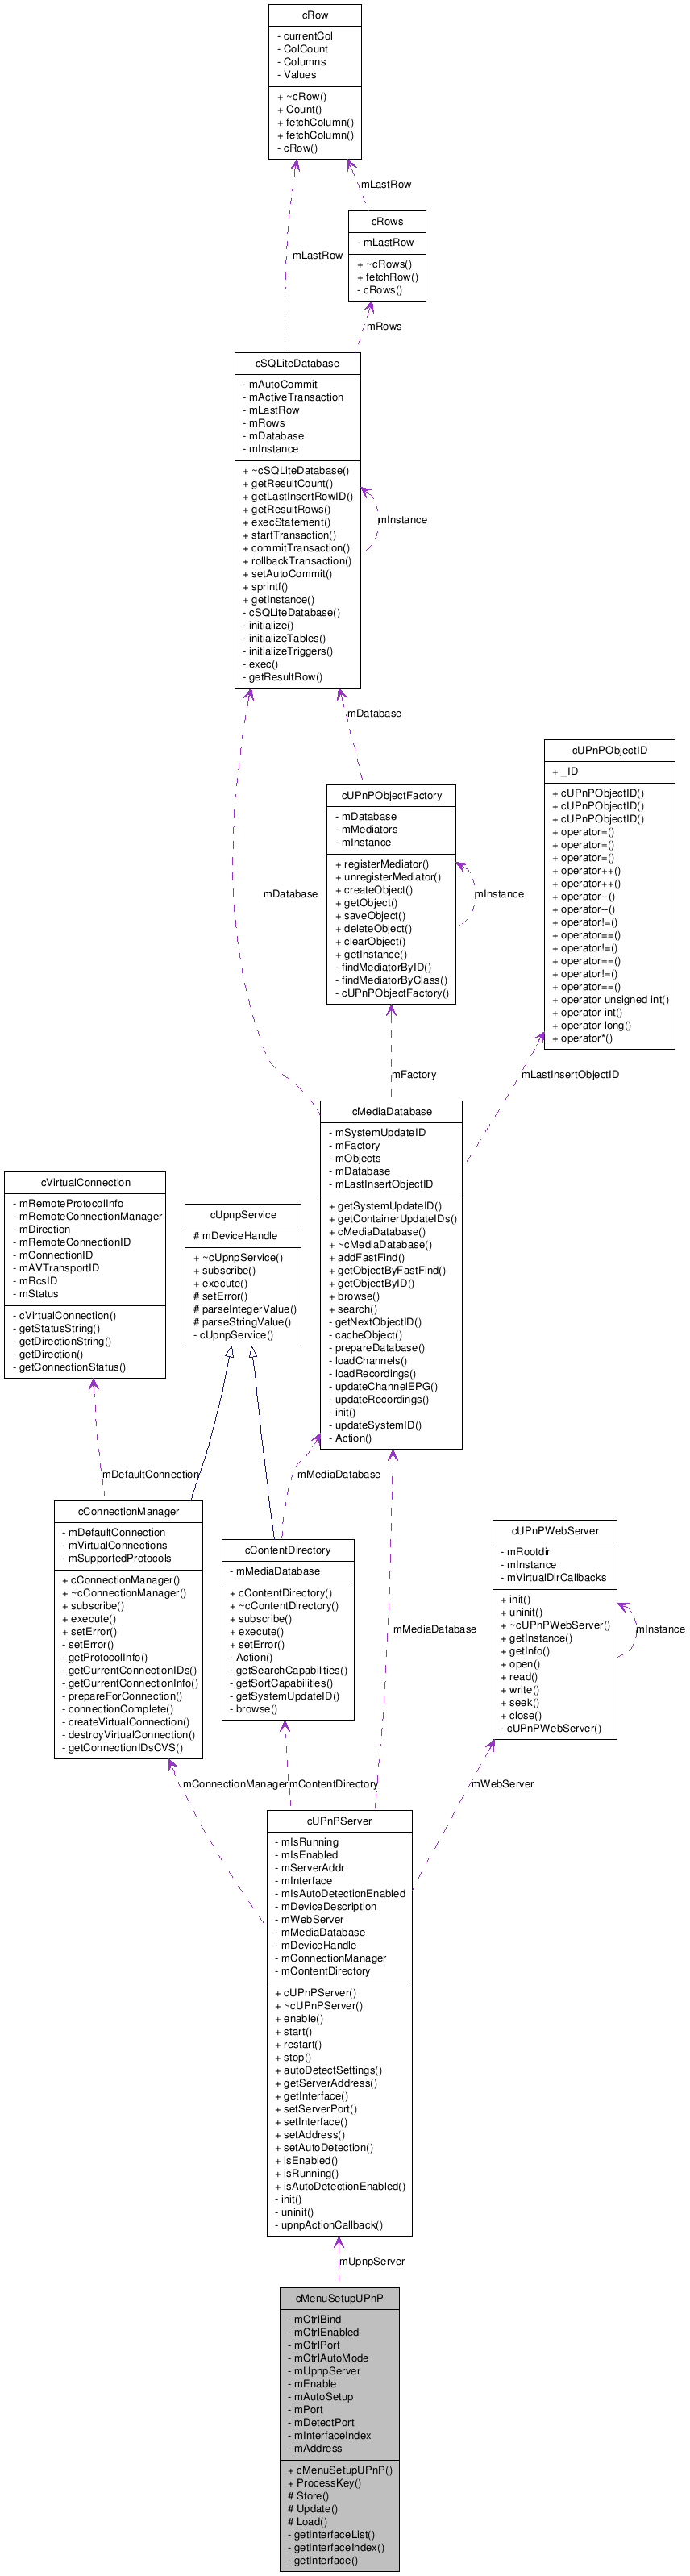 cRow
- currentCol
- ColCount
- Columns
- Values
+ ~cRow()
+ Count()
+ fetchColumn()
+ fetchColumn()
- cRow()
mLastRow
cRows
- mLastRow
+ ~cRows()
+ fetchRow()
- cRows()
mLastRow
mRows
cSQLiteDatabase
- mAutoCommit
- mActiveTransaction
- mLastRow
- mRows
- mDatabase
- mInstance
+ ~cSQLiteDatabase()
+ getResultCount()
+ getLastInsertRowID()
+ getResultRows()
+ execStatement()
+ startTransaction()
+ commitTransaction()
+ rollbackTransaction()
+ setAutoCommit()
+ sprintf()
+ getInstance()
- cSQLiteDatabase()
- initialize()
- initializeTables()
- initializeTriggers()
- exec()
- getResultRow()
mInstance
mDatabase
cUPnPObjectID
+ _ID
+ cUPnPObjectID()
+ cUPnPObjectID()
+ cUPnPObjectID()
+ operator=()
+ operator=()
+ operator=()
+ operator++()
+ operator++()
+ operator--()
+ operator--()
+ operator!=()
+ operator==()
+ operator!=()
+ operator==()
+ operator!=()
+ operator==()
+ operator unsigned int()
+ operator int()
+ operator long()
+ operator*()
cUPnPObjectFactory
- mDatabase
- mMediators
- mInstance
+ registerMediator()
+ unregisterMediator()
+ createObject()
+ getObject()
+ saveObject()
+ deleteObject()
+ clearObject()
+ getInstance()
- findMediatorByID()
- findMediatorByClass()
- cUPnPObjectFactory()
mDatabase
mInstance
mFactory
mLastInsertObjectID
cMediaDatabase
- mSystemUpdateID
- mFactory
- mObjects
- mDatabase
- mLastInsertObjectID
+ getSystemUpdateID()
+ getContainerUpdateIDs()
+ cMediaDatabase()
+ ~cMediaDatabase()
+ addFastFind()
+ getObjectByFastFind()
+ getObjectByID()
+ browse()
+ search()
- getNextObjectID()
- cacheObject()
- prepareDatabase()
- loadChannels()
- loadRecordings()
- updateChannelEPG()
- updateRecordings()
- init()
- updateSystemID()
- Action()
cVirtualConnection
- mRemoteProtocolInfo
- mRemoteConnectionManager
- mDirection
- mRemoteConnectionID
- mConnectionID
- mAVTransportID
- mRcsID
- mStatus
- cVirtualConnection()
- getStatusString()
- getDirectionString()
- getDirection()
- getConnectionStatus()
cUpnpService
# mDeviceHandle
+ ~cUpnpService()
+ subscribe()
+ execute()
# setError()
# parseIntegerValue()
# parseStringValue()
- cUpnpService()
mDefaultConnection
mMediaDatabase
cConnectionManager
- mDefaultConnection
- mVirtualConnections
- mSupportedProtocols
+ cConnectionManager()
+ ~cConnectionManager()
+ subscribe()
+ execute()
+ setError()
- setError()
- getProtocolInfo()
- getCurrentConnectionIDs()
- getCurrentConnectionInfo()
- prepareForConnection()
- connectionComplete()
- createVirtualConnection()
- destroyVirtualConnection()
- getConnectionIDsCVS()
cContentDirectory
- mMediaDatabase
+ cContentDirectory()
+ ~cContentDirectory()
+ subscribe()
+ execute()
+ setError()
- Action()
- getSearchCapabilities()
- getSortCapabilities()
- getSystemUpdateID()
- browse()
cUPnPWebServer
- mRootdir
- mInstance
- mVirtualDirCallbacks
+ init()
+ uninit()
+ ~cUPnPWebServer()
+ getInstance()
+ getInfo()
+ open()
+ read()
+ write()
+ seek()
+ close()
- cUPnPWebServer()
mInstance
mMediaDatabase
mConnectionManager
mContentDirectory
mWebServer
cUPnPServer
- mIsRunning
- mIsEnabled
- mServerAddr
- mInterface
- mIsAutoDetectionEnabled
- mDeviceDescription
- mWebServer
- mMediaDatabase
- mDeviceHandle
- mConnectionManager
- mContentDirectory
+ cUPnPServer()
+ ~cUPnPServer()
+ enable()
+ start()
+ restart()
+ stop()
+ autoDetectSettings()
+ getServerAddress()
+ getInterface()
+ setServerPort()
+ setInterface()
+ setAddress()
+ setAutoDetection()
+ isEnabled()
+ isRunning()
+ isAutoDetectionEnabled()
- init()
- uninit()
- upnpActionCallback()
mUpnpServer
cMenuSetupUPnP
- mCtrlBind
- mCtrlEnabled
- mCtrlPort
- mCtrlAutoMode
- mUpnpServer
- mEnable
- mAutoSetup
- mPort
- mDetectPort
- mInterfaceIndex
- mAddress
+ cMenuSetupUPnP()
+ ProcessKey()
# Store()
# Update()
# Load()
- getInterfaceList()
- getInterfaceIndex()
- getInterface()